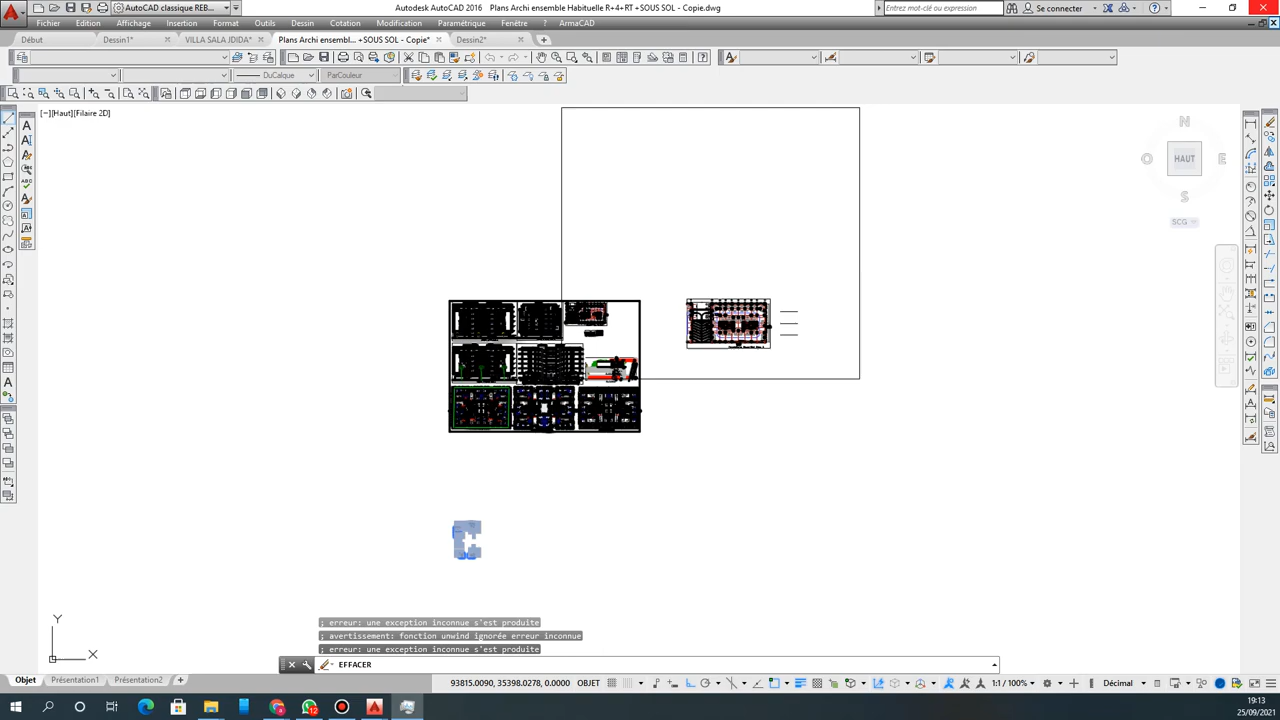 AutoCAD classique REB...
Autodesk AutoCAD 2016 Plans Archi ensemble Habituelle R+4+RT +SOUS SOL - Copie.dwg
Entrez mot-clé ou expression
Se connecter
Fichier Edition Affichage Insertion Format Outils Dessin Cotation Modification Paramétrique Fenêtre ? ArmaCAD
Début Dessin1* VILLA SALA JDIDA* Plans Archi ensembl... +SOUS SOL - Copie* Dessin2*
DuCalque ParCouleur
[−][Haut][Filaire 2D]
N
O HAUT E
S
SCG
Y
X
; erreur: une exception inconnue s'est produite
; avertissement: fonction unwind ignorée erreur inconnue
; erreur: une exception inconnue s'est produite
EFFACER
Objet Présentation1 Présentation2 +
93815.0090, 35398.0278, 0.0000 OBJET
1:1 / 100%
Décimal
19:13
25/09/2021